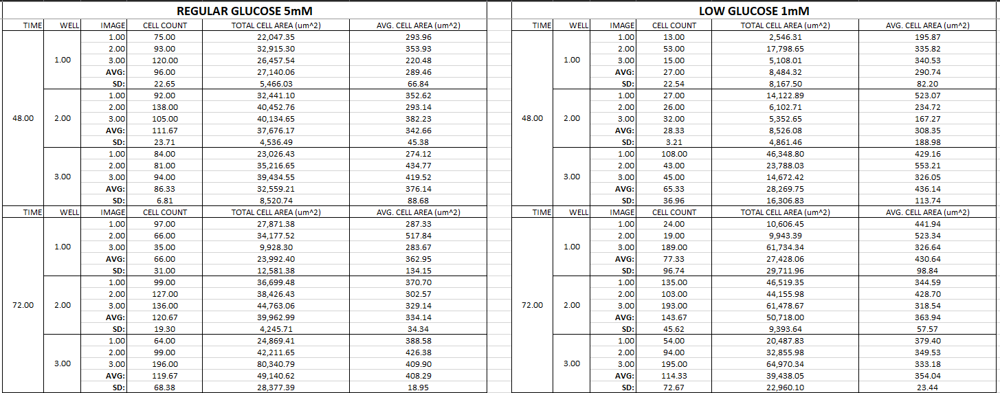 REGULAR GLUCOSE 5mM LOW GLUCOSE 1mM
TIME WELL IMAGE CELL COUNT TOTAL CELL AREA (um^2) AVG. CELL AREA (um^2) TIME WELL IMAGE CELL COUNT TOTAL CELL AREA (um^2) AVG. CELL AREA (um^2)
1.00 75.00 22,047.35 293.96 1.00 13.00 2,546.31 195.87
2.00 93.00 32,915.30 353.93 2.00 53.00 17,798.65 335.82
1.00 3.00 120.00 26,457.54 220.48 1.00 3.00 15.00 5,108.01 340.53
AVG: 96.00 27,140.06 289.46 AVG: 27.00 8,484.32 290.74
SD: 22.65 5,466.03 66.84 SD: 22.54 8,167.50 82.20
1.00 92.00 32,441.10 352.62 1.00 27.00 14,122.89 523.07
2.00 138.00 40,452.76 293.14 2.00 26.00 6,102.71 234.72
48.00 2.00 3.00 105.00 40,134.65 382.23 48.00 2.00 3.00 32.00 5,352.65 167.27
AVG: 111.67 37,676.17 342.66 AVG: 28.33 8,526.08 308.35
SD: 23.71 4,536.49 45.38 SD: 3.21 4,861.46 188.98
1.00 84.00 23,026.43 274.12 1.00 108.00 46,348.80 429.16
2.00 81.00 35,216.65 434.77 2.00 43.00 23,788.03 553.21
3.00 3.00 94.00 39,434.55 419.52 3.00 3.00 45.00 14,672.42 326.05
AVG: 86.33 32,559.21 376.14 AVG: 65.33 28,269.75 436.14
SD: 6.81 8,520.74 88.68 SD: 36.96 16,306.83 113.74
TIME WELL IMAGE CELL COUNT TOTAL CELL AREA (um^2) AVG. CELL AREA (um^2) TIME WELL IMAGE CELL COUNT TOTAL CELL AREA (um^2) AVG. CELL AREA (um^2)
1.00 97.00 27,871.38 287.33 1.00 24.00 10,606.45 441.94
2.00 66.00 34,177.52 517.84 2.00 19.00 9,943.39 523.34
1.00 3.00 35.00 9,928.30 283.67 1.00 3.00 189.00 61,734.34 326.64
AVG: 66.00 23,992.40 362.95 AVG: 77.33 27,428.06 430.64
SD: 31.00 12,581.38 134.15 SD: 96.74 29,711.96 98.84
1.00 99.00 36,699.48 370.70 1.00 135.00 46,519.35 344.59
2.00 127.00 38,426.43 302.57 2.00 103.00 44,155.98 428.70
72.00 2.00 3.00 136.00 44,763.06 329.14 72.00 2.00 3.00 193.00 61,478.67 318.54
AVG: 120.67 39,962.99 334.14 AVG: 143.67 50,718.00 363.94
SD: 19.30 4,245.71 34.34 SD: 45.62 9,393.64 57.57
1.00 64.00 24,869.41 388.58 1.00 54.00 20,487.83 379.40
2.00 99.00 42,211.65 426.38 2.00 94.00 32,855.98 349.53
3.00 3.00 196.00 80,340.79 409.90 3.00 3.00 195.00 64,970.34 333.18
AVG: 119.67 49,140.62 408.29 AVG: 114.33 39,438.05 354.04
SD: 68.38 28,377.39 18.95 SD: 72.67 22,960.10 23.44